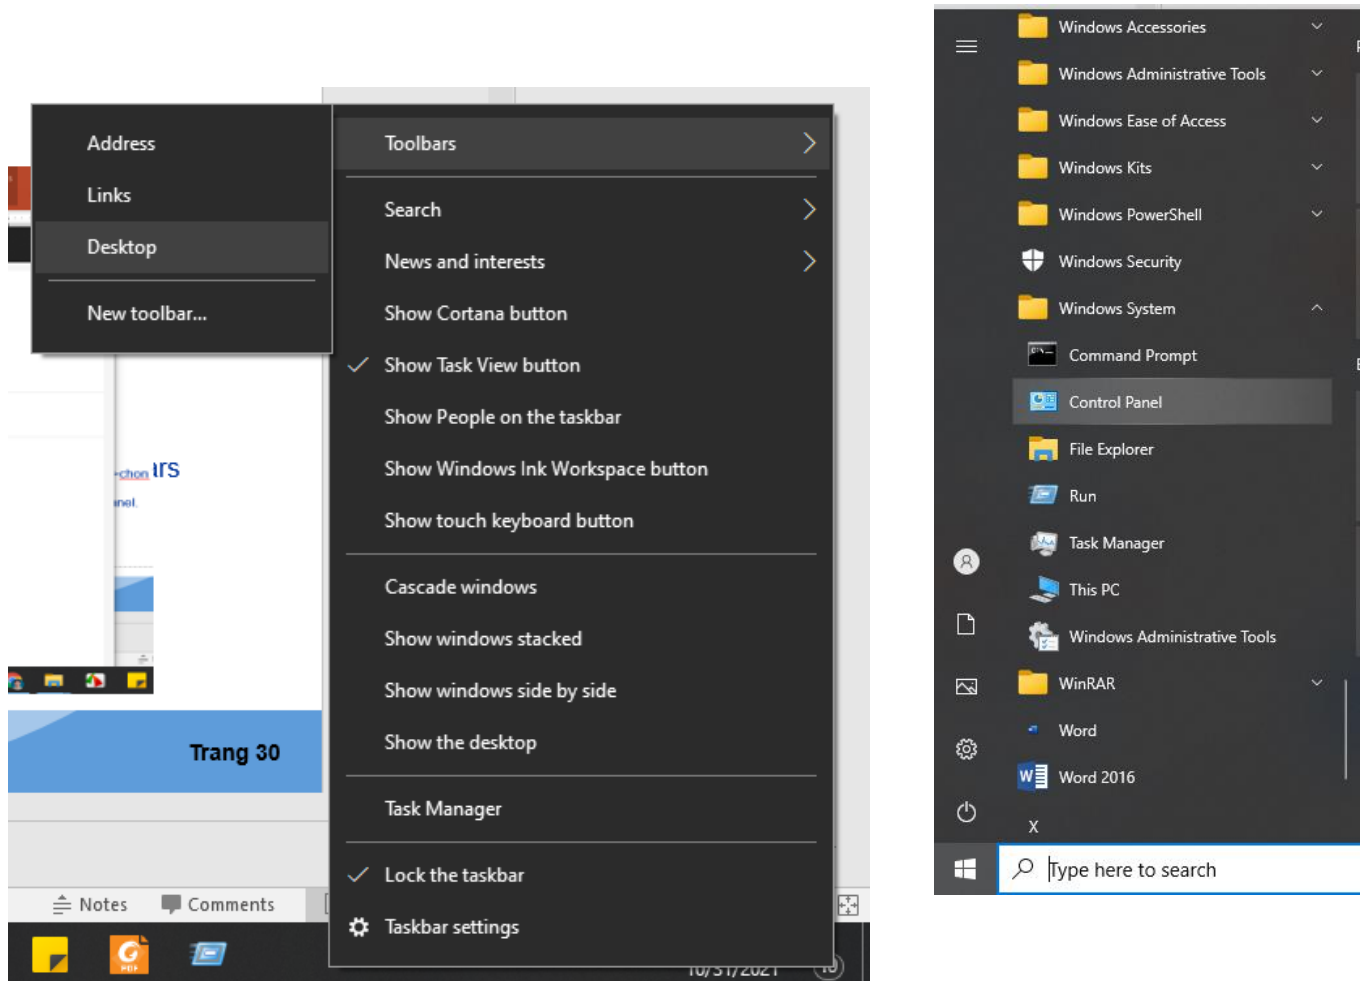 Address
Links
Desktop
New toolbar...
Toolbars
Search
News and interests
Show Cortana button
Show Task View button
Show People on the taskbar
Show Windows Ink Workspace button
Show touch keyboard button
Cascade windows
Show windows stacked
Show windows side by side
Show the desktop
Task Manager
Lock the taskbar
Taskbar settings
Trang 30
Notes
Comments
PDF
10/31/2021
Windows Accessories
Windows Administrative Tools
Windows Ease of Access
Windows Kits
Windows PowerShell
Windows Security
Windows System
Command Prompt
Control Panel
File Explorer
Run
Task Manager
This PC
Windows Administrative Tools
WinRAR
Word
Word 2016
X
Type here to search